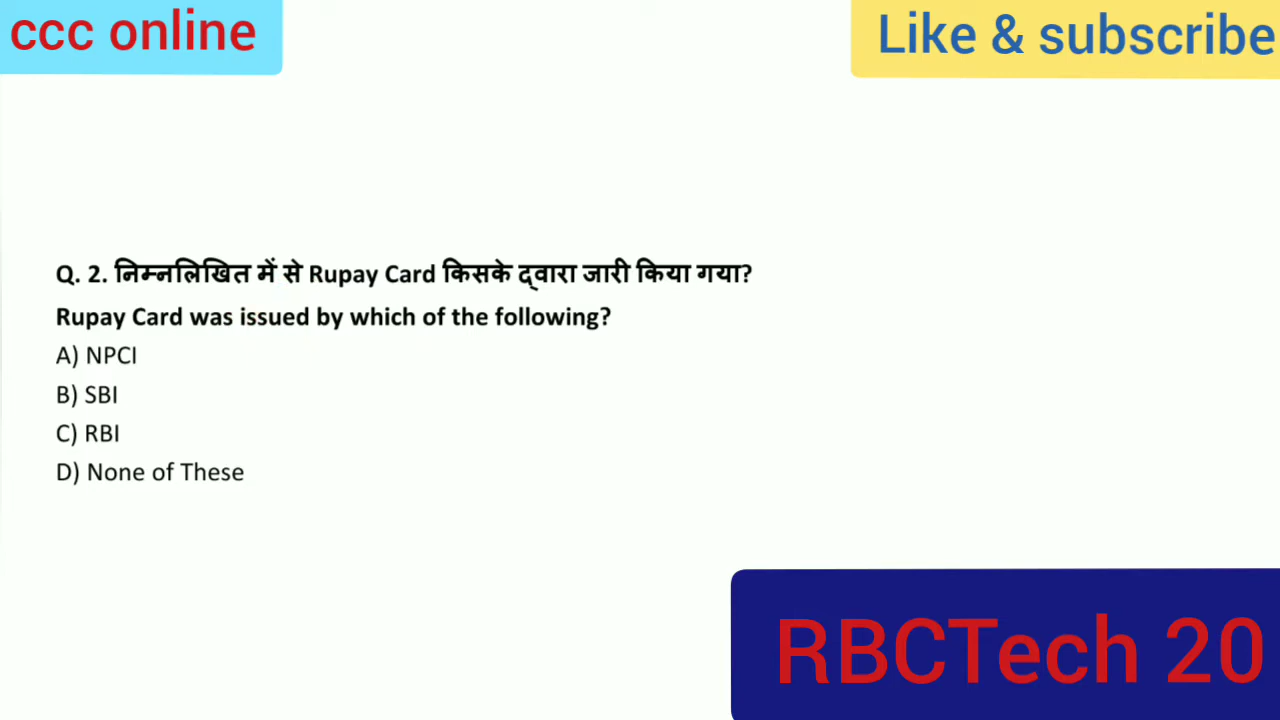 ccc online
Like & subscribe
Q. 2. निम्नलिखित में से Rupay Card किसके द्वारा जारी किया गया?
Rupay Card was issued by which of the following?
A) NPCI
B) SBI
C) RBI
D) None of These
RBCTech 20